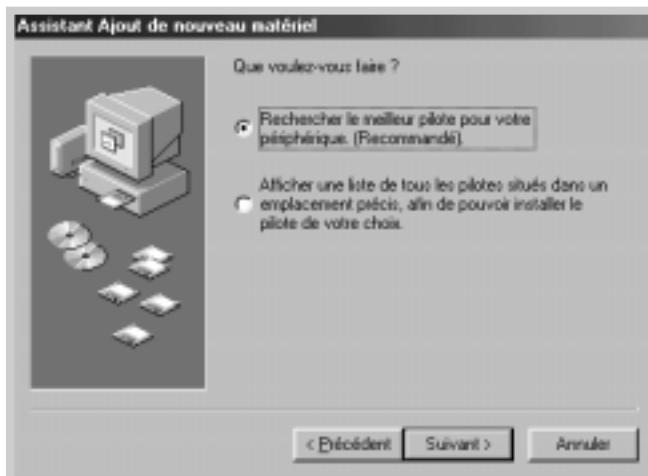 Assistant Ajout de nouveau matériel
Que voulez-vous faire ?
Rechercher le meilleur pilote pour votre
périphérique. (Recommandé).
Afficher une liste de tous les pilotes situés dans un
emplacement précis, afin de pouvoir installer le
pilote de votre choix.
< Précédent Suivant > Annuler